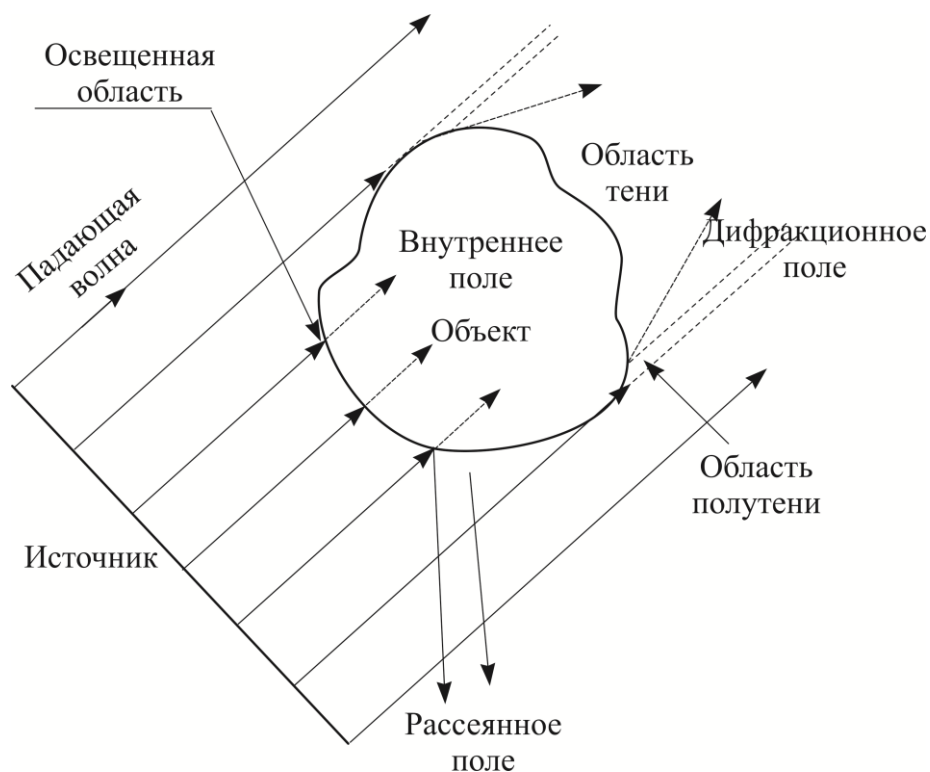 Освещенная
область
Падающая
волна
Область
тени
Внутреннее
поле
Дифракционное
поле
Объект
Область
полутени
Источник
Рассеянное
поле